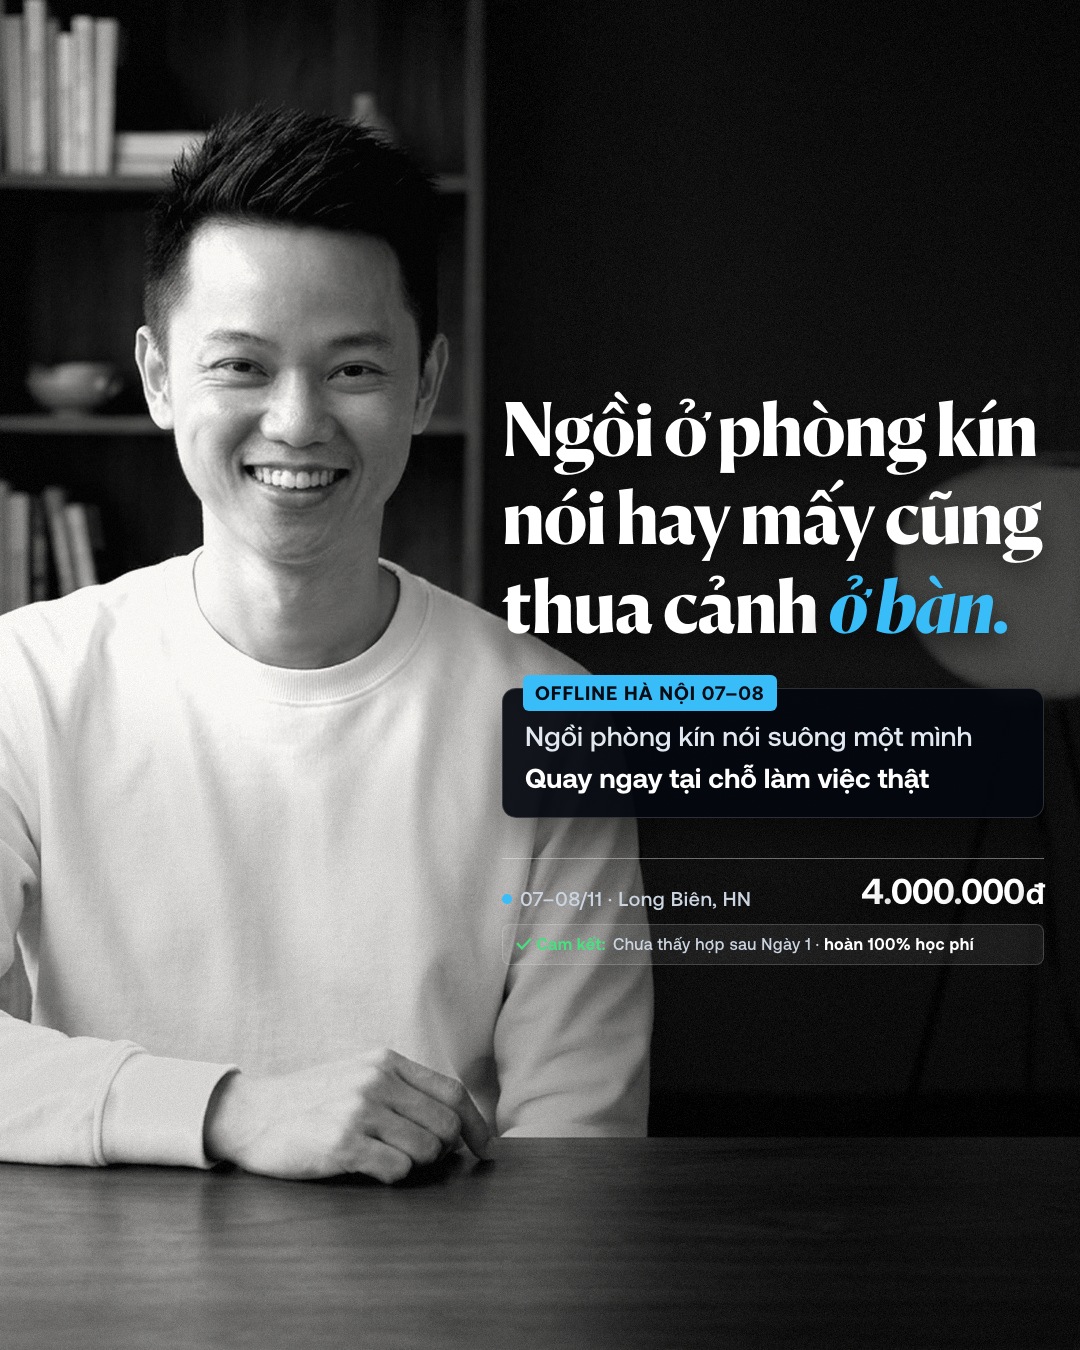 Ngồi ở phòng kín
nói hay mấy cũng
thua cảnh ở bàn.
OFFLINE HÀ NỘI 07–08
Ngồi phòng kín nói suông một mình
Quay ngay tại chỗ làm việc thật
07–08/11 · Long Biên, HN
4.000.000đ
✓ Cam kết: Chưa thấy hợp sau Ngày 1 · hoàn 100% học phí